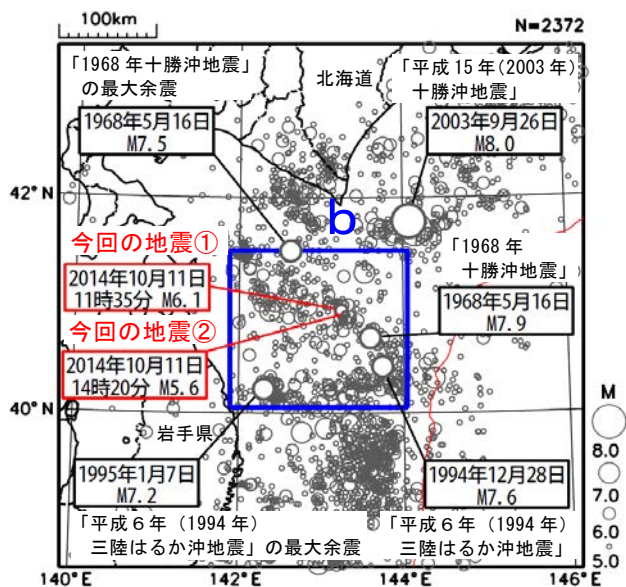 100km
N=2372
「1968年十勝沖地震」
の最大余震
1968年5月16日
M7.5
北海道
「平成15年(2003年)
十勝沖地震」
2003年9月26日
M8.0
42°N
b
今回の地震①
2014年10月11日
11時35分 M6.1
今回の地震②
2014年10月11日
14時20分 M5.6
「1968年
十勝沖地震」
1968年5月16日
M7.9
40°N
岩手県
1995年1月7日
M7.2
「平成6年(1994年)
三陸はるか沖地震」の最大余震
1994年12月28日
M7.6
「平成6年(1994年)
三陸はるか沖地震」
M
8.0
7.0
6.0
5.0
140°E
142°E
144°E
146°E